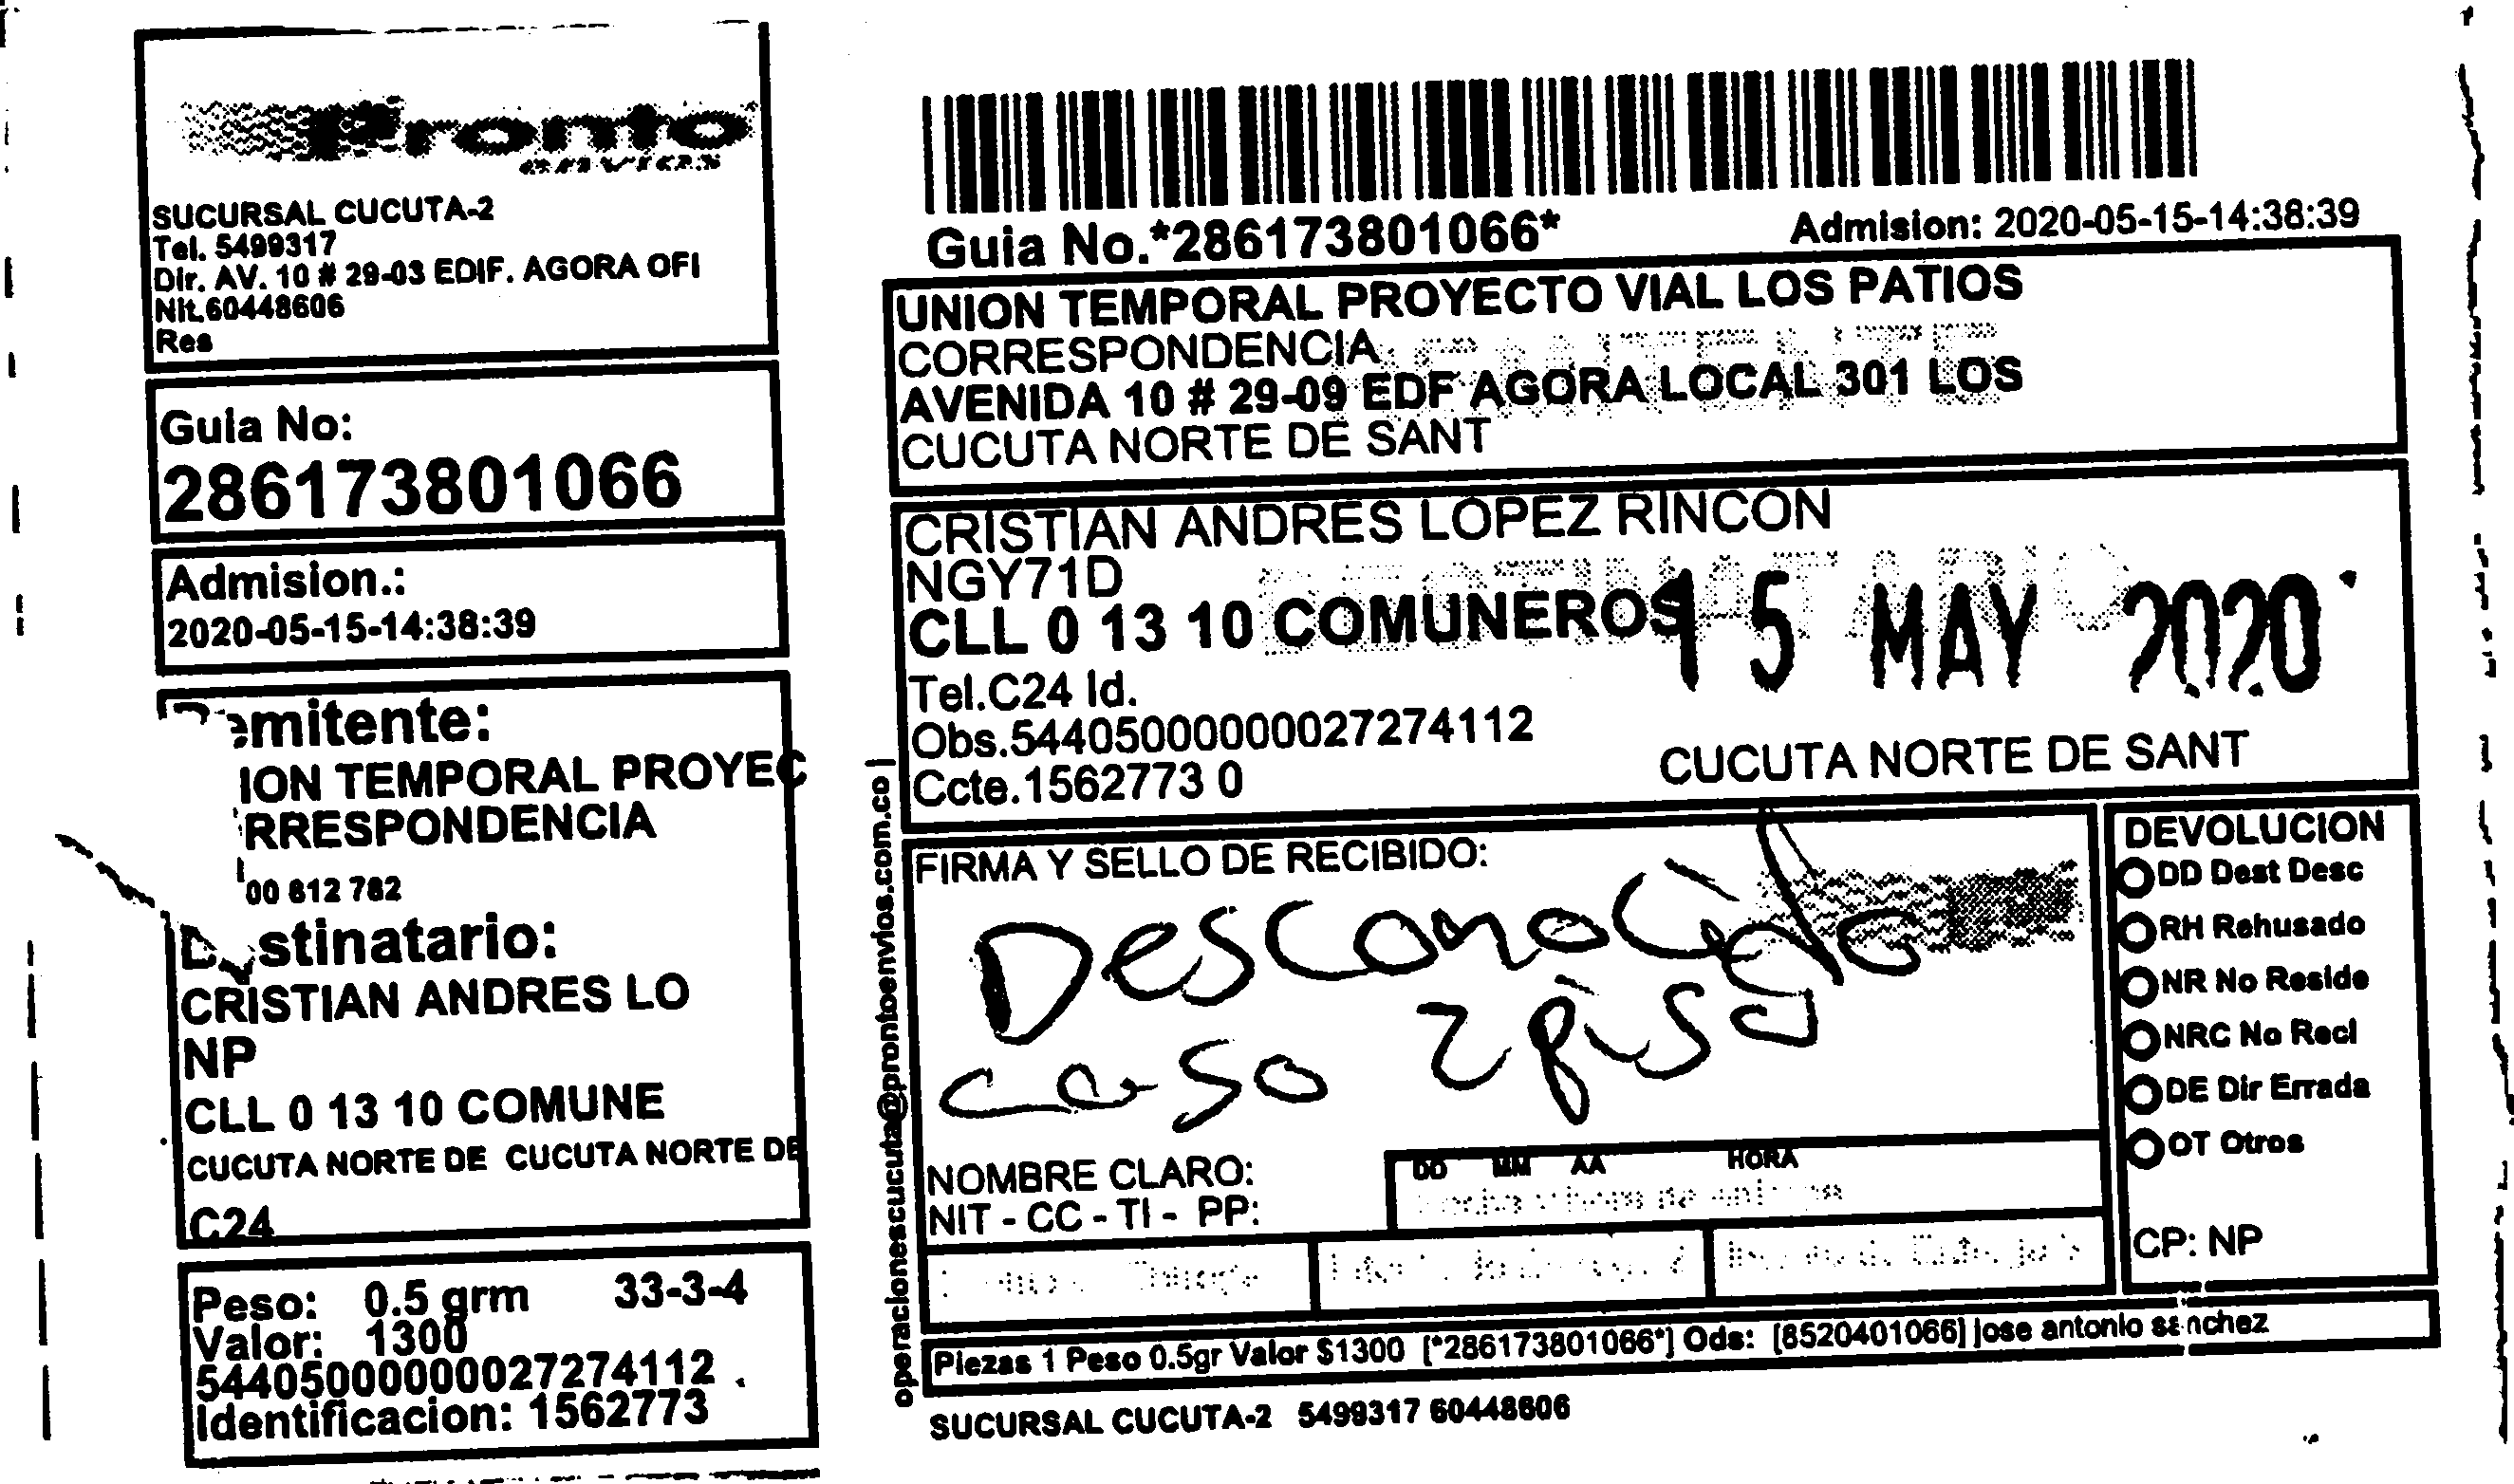 Pronto
SERVICES
SUCURSAL CUCUTA-2
Tel. 5499317
Dir. AV. 10 # 29-03 EDIF. AGORA OFI
Nit.60448606
Res
Guia No:
286173801066
Admision.:
2020-05-15-14:38:39
emitente:
ION TEMPORAL PROYEC
RRESPONDENCIA
00 812 782
D stinatario:
CRISTIAN ANDRES LO
NP
CLL 0 13 10 COMUNE
CUCUTA NORTE DE CUCUTA NORTE DE
C24
Peso: 0.5 grm 33-3-4
Valor: 1300
544050000000027274112
Identificacion: 1562773
Guia No.*286173801066*
Admision: 2020-05-15-14:38:39
UNION TEMPORAL PROYECTO VIAL LOS PATIOS
CORRESPONDENCIA
REMITENTE
AVENIDA 10 # 29-09 EDF AGORA LOCAL 301 LOS
CUCUTA NORTE DE SANT
CRISTIAN ANDRES LOPEZ RINCON
NGY71D
DESTINATARIO
CLL 0 13 10 COMUNEROS
15 MAY 2020
Tel.C24 Id.
Obs.544050000000027274112
Ccte.1562773 0
CUCUTA NORTE DE SANT
operacionescucuta@prontoenvios.com.co |
FIRMA Y SELLO DE RECIBIDO:
Desconocido
casa 2 pisos
NOMBRE CLARO:
NIT - CC - TI - PP:
DD MM AA HORA
DEVOLUCION
DD Dest Desc
RH Rehusado
NR No Reside
NRC No Recl
DE Dir Errada
OT Otros
CP: NP
Piezas 1 Peso 0.5gr Valor $1300 [*286173801066*] Ods: [8520401066] jose antonio sanchez
SUCURSAL CUCUTA-2 5499317 60448606